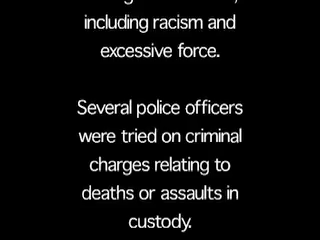 including racism and
excessive force.
Several police officers
were tried on criminal
charges relating to
deaths or assaults in
custody.